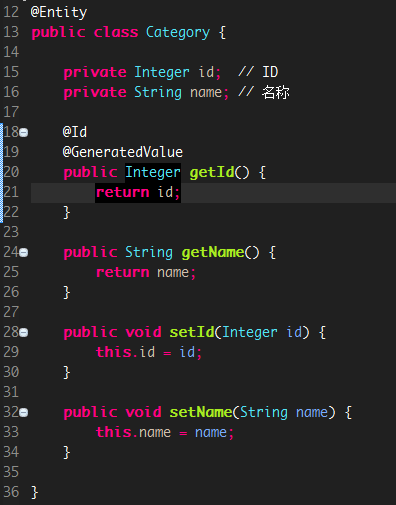 12 @Entity
13 public class Category {
14
15     private Integer id;  // ID
16     private String name; // 名称
17
18     @Id
19     @GeneratedValue
20     public Integer getId() {
21         return id;
22     }
23
24     public String getName() {
25         return name;
26     }
27
28     public void setId(Integer id) {
29         this.id = id;
30     }
31
32     public void setName(String name) {
33         this.name = name;
34     }
35
36 }